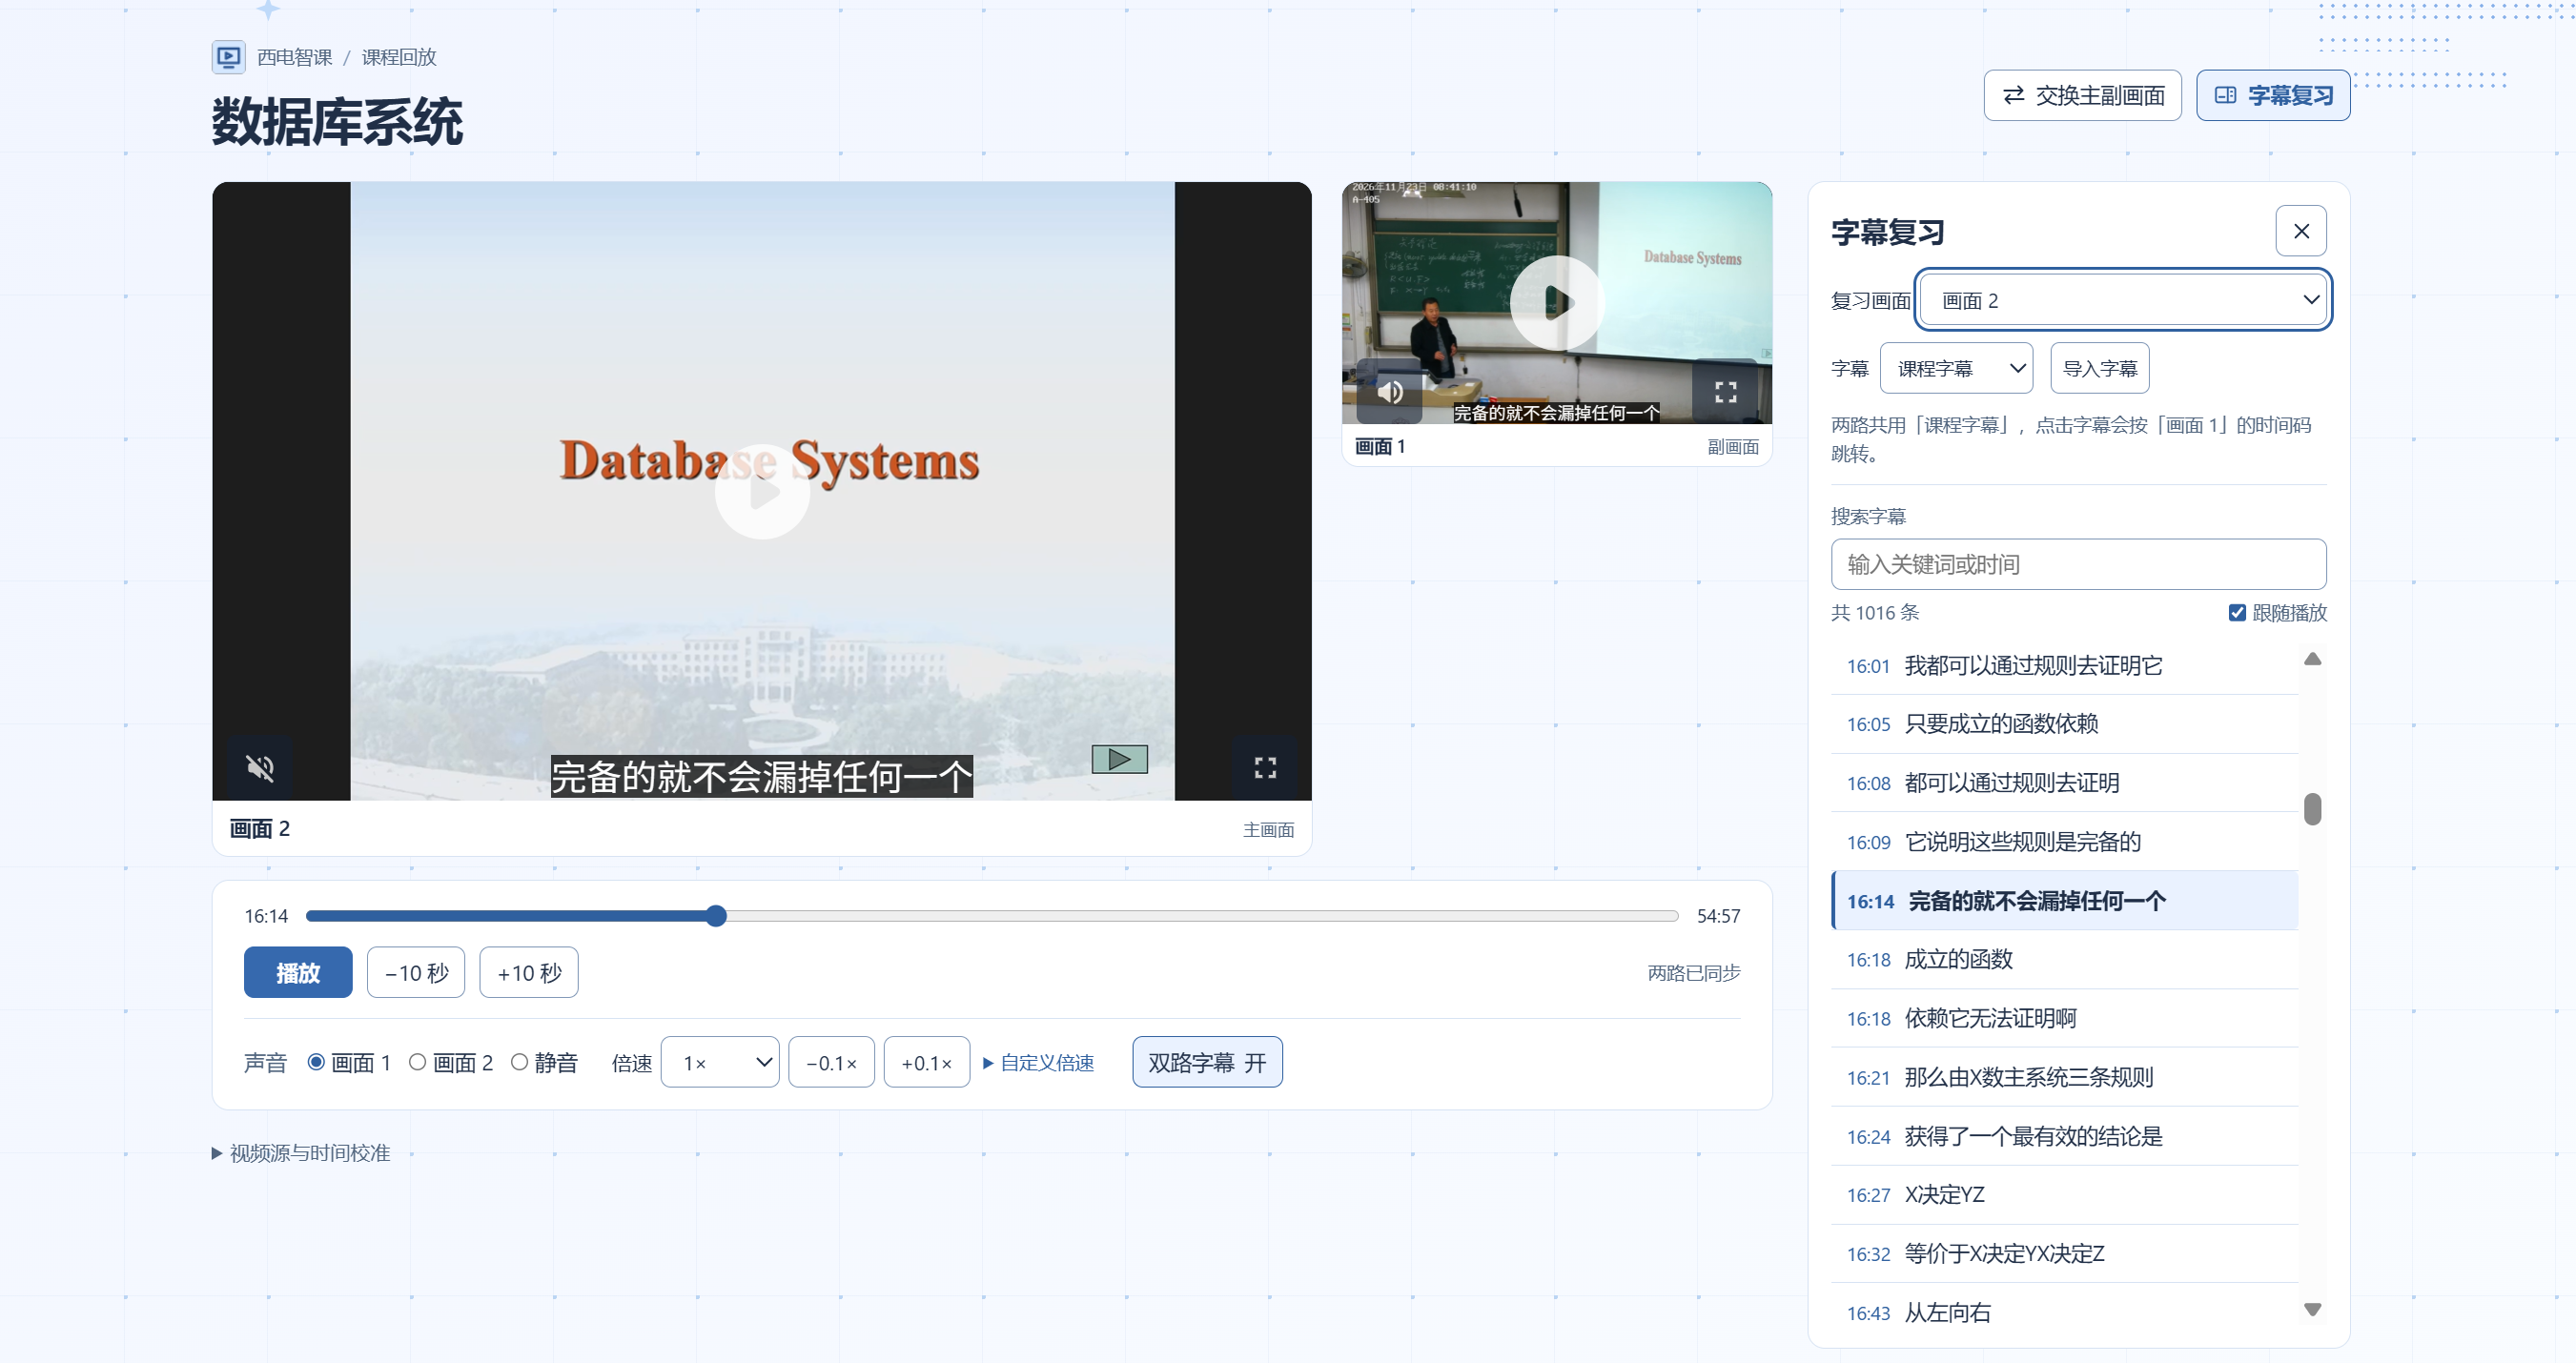 西电智课 / 课程回放
数据库系统
交换主副画面
字幕复习
Database Systems
完备的就不会漏掉任何一个
画面 2
主画面
2026年11月23日 08:41:10
A-405
Database Systems
完备的就不会漏掉任何一个
画面 1
副画面
16:14
54:57
播放
−10 秒
+10 秒
两路已同步
声音 画面 1 画面 2 静音 倍速 1× −0.1× +0.1× 自定义倍速 双路字幕 开
视频源与时间校准
字幕复习
复习画面 画面 2
字幕 课程字幕 导入字幕
两路共用「课程字幕」，点击字幕会按「画面 1」的时间码
跳转。
搜索字幕
输入关键词或时间
共 1016 条
跟随播放
16:01 我都可以通过规则去证明它
16:05 只要成立的函数依赖
16:08 都可以通过规则去证明
16:09 它说明这些规则是完备的
16:14 完备的就不会漏掉任何一个
16:18 成立的函数
16:18 依赖它无法证明啊
16:21 那么由X数主系统三条规则
16:24 获得了一个最有效的结论是
16:27 X决定YZ
16:32 等价于X决定YX决定Z
16:43 从左向右